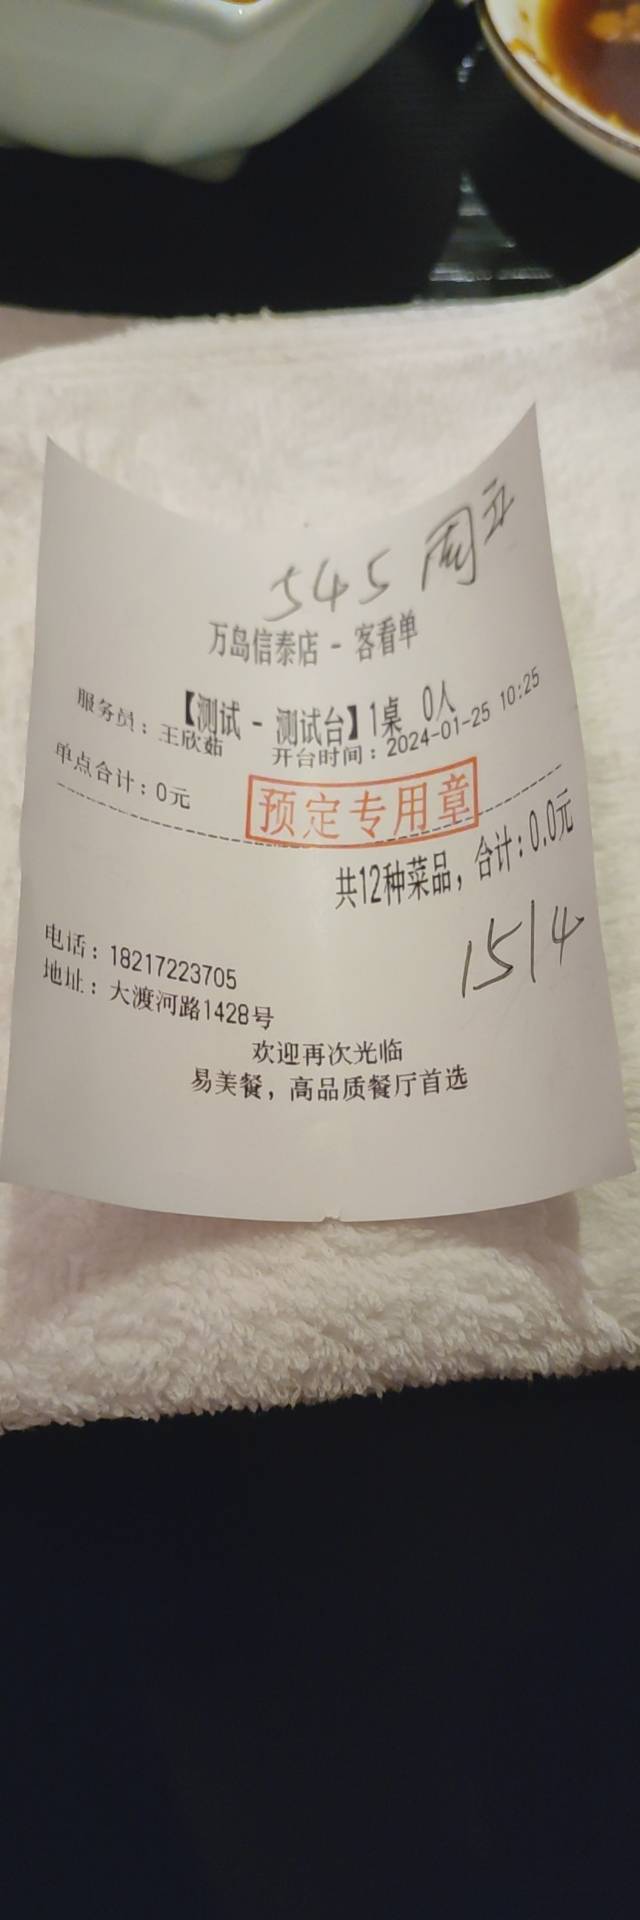 545 周五
万岛信泰店 - 客看单
【测试 - 测试台】1桌 0人
服务员：王欣茹 开台时间：2024-01-25 10:25
单点合计：0元
预定专用章
共12种菜品，合计：0.0元
1514
电话：18217223705
地址：大渡河路1428号
欢迎再次光临
易美餐，高品质餐厅首选